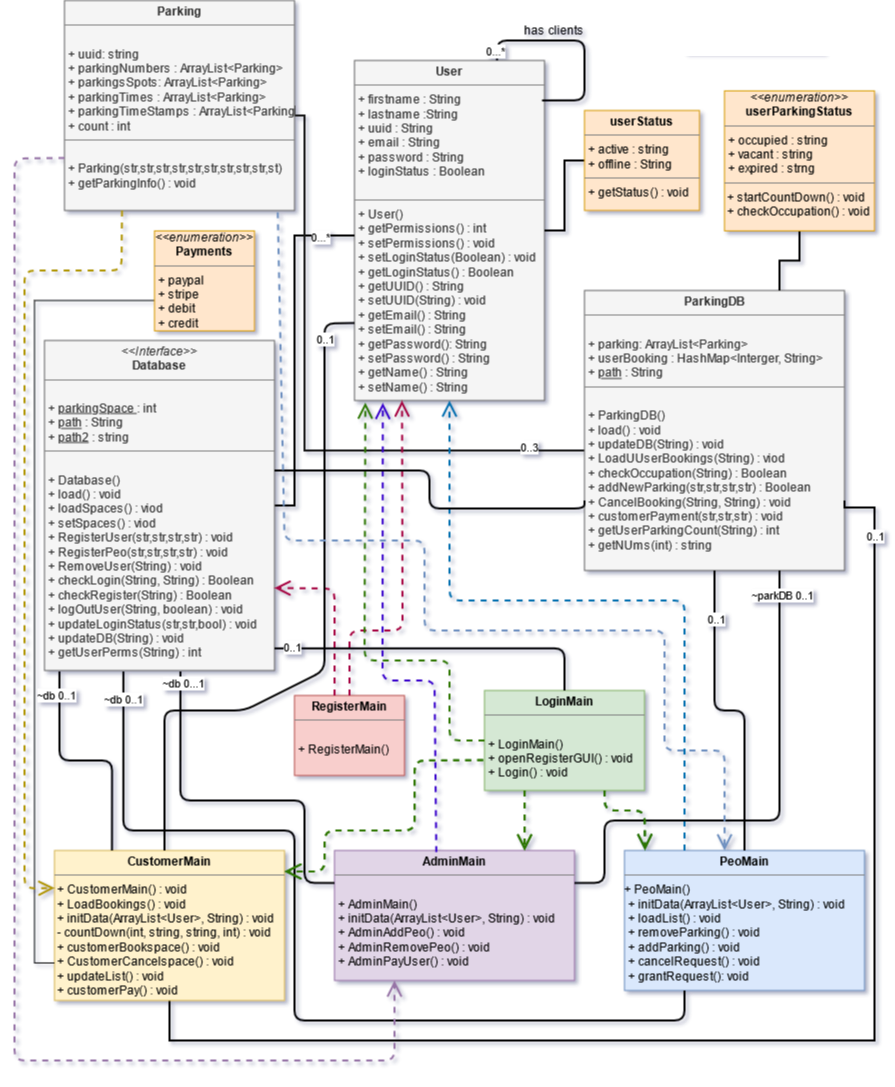 Parking
+ uuid: string
+ parkingNumbers : ArrayList<Parking>
+ parkingsSpots: ArrayList<Parking>
+ parkingTimes : ArrayList<Parking>
+ parkingTimeStamps : ArrayList<Parking
+ count : int
+ Parking(str,str,str,str,str,str,str,str,str,st)
+ getParkingInfo() : void
has clients
0...*
User
+ firstname : String
+ lastname :String
+ uuid : String
+ email : String
+ password : String
+ loginStatus : Boolean
+ User()
+ getPermissions() : int
+ setPermissions() : void
+ setLoginStatus(Boolean) : void
+ getLoginStatus() : Boolean
+ getUUID() : String
+ setUUID(String) : void
+ getEmail() : String
+ setEmail() : String
+ getPassword(): String
+ setPassword() : String
+ getName() : String
+ setName() : String
userStatus
+ active : string
+ offline : String
+ getStatus() : void
<<enumeration>>
userParkingStatus
+ occupied : string
+ vacant : string
+ expired : strng
+ startCountDown() : void
+ checkOccupation() : void
<<enumeration>>
Payments
+ paypal
+ stripe
+ debit
+ credit
0...*
0..1
ParkingDB
+ parking: ArrayList<Parking>
+ userBooking : HashMap<Interger, String>
+ path : String
+ ParkingDB()
+ load() : void
+ updateDB(String) : void
+ LoadUUserBookings(String) : viod
+ checkOccupation(String) : Boolean
+ addNewParking(str,str,str,str) : Boolean
+ CancelBooking(String, String) : void
+ customerPayment(str,str,str) : void
+ getUserParkingCount(String) : int
+ getNUms(int) : string
<<Interface>>
Database
+ parkingSpace : int
+ path : String
+ path2 : string
+ Database()
+ load() : void
+ loadSpaces() : viod
+ setSpaces() : viod
+ RegisterUser(str,str,str,str) : void
+ RegisterPeo(str,str,str,str) : void
+ RemoveUser(String) : void
+ checkLogin(String, String) : Boolean
+ checkRegister(String) : Boolean
+ logOutUser(String, boolean) : void
+ updateLoginStatus(str,str,bool) : void
+ updateDB(String) : void
+ getUserPerms(String) : int
0..3
0..1
~parkDB 0..1
0..1
0..1
~db 0..1
~db 0..1
~db 0...1
RegisterMain
+ RegisterMain()
LoginMain
+ LoginMain()
+ openRegisterGUI() : void
+ Login() : void
CustomerMain
+ CustomerMain() : void
+ LoadBookings() : void
+ initData(ArrayList<User>, String) : void
- countDown(int, string, string, int) : void
+ customerBookspace() : void
+ CustomerCancelspace() : void
+ updateList() : void
+ customerPay() : void
AdminMain
+ AdminMain()
+ initData(ArrayList<User>, String) : void
+ AdminAddPeo() : void
+ AdminRemovePeo() : void
+ AdminPayUser() : void
PeoMain
+ PeoMain()
+ initData(ArrayList<User>, String) : void
+ loadList() : void
+ removeParking() : void
+ addParking() : void
+ cancelRequest() : void
+ grantRequest(): void